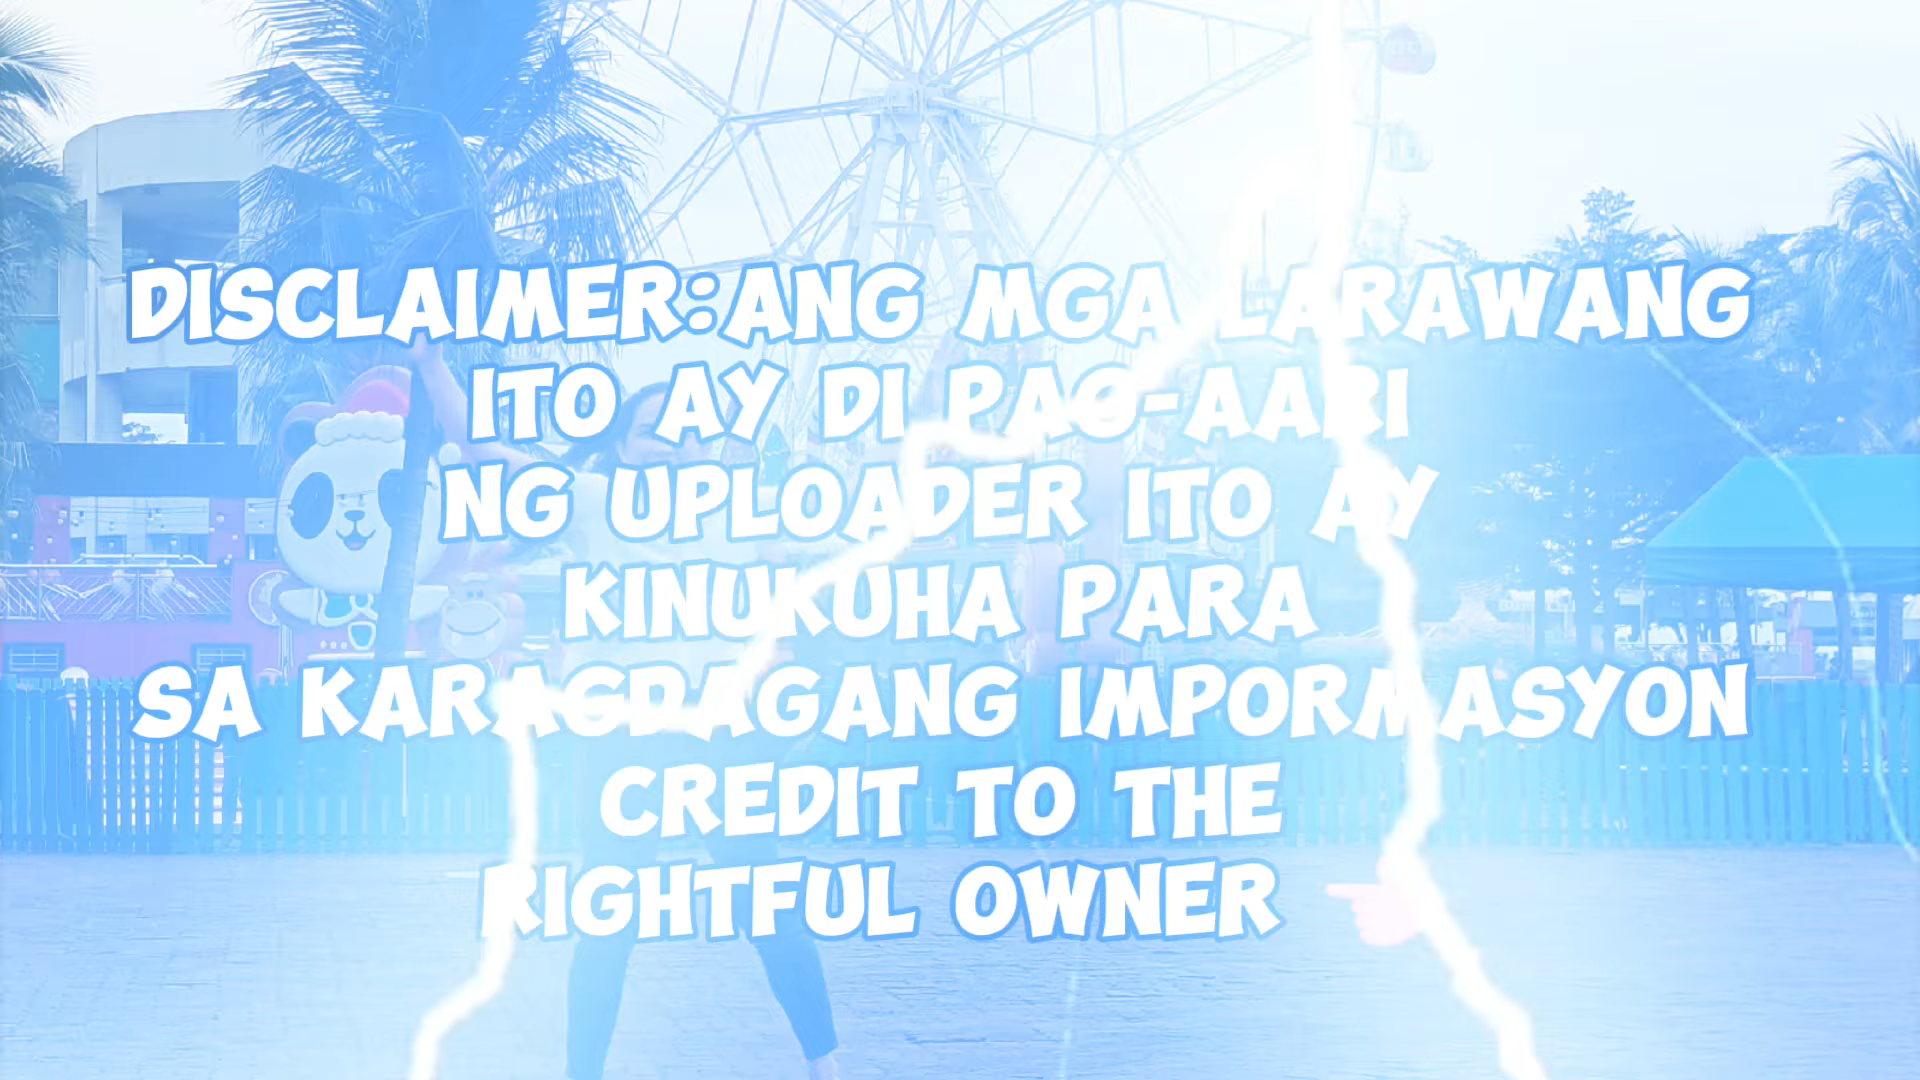 DISCLAIMER:ANG MGA LARAWANG
ITO AY DI PAG-AARI
NG UPLOADER ITO AY
KINUKUHA PARA
SA KARAGDAGANG IMPORMASYON
CREDIT TO THE
RIGHTFUL OWNER